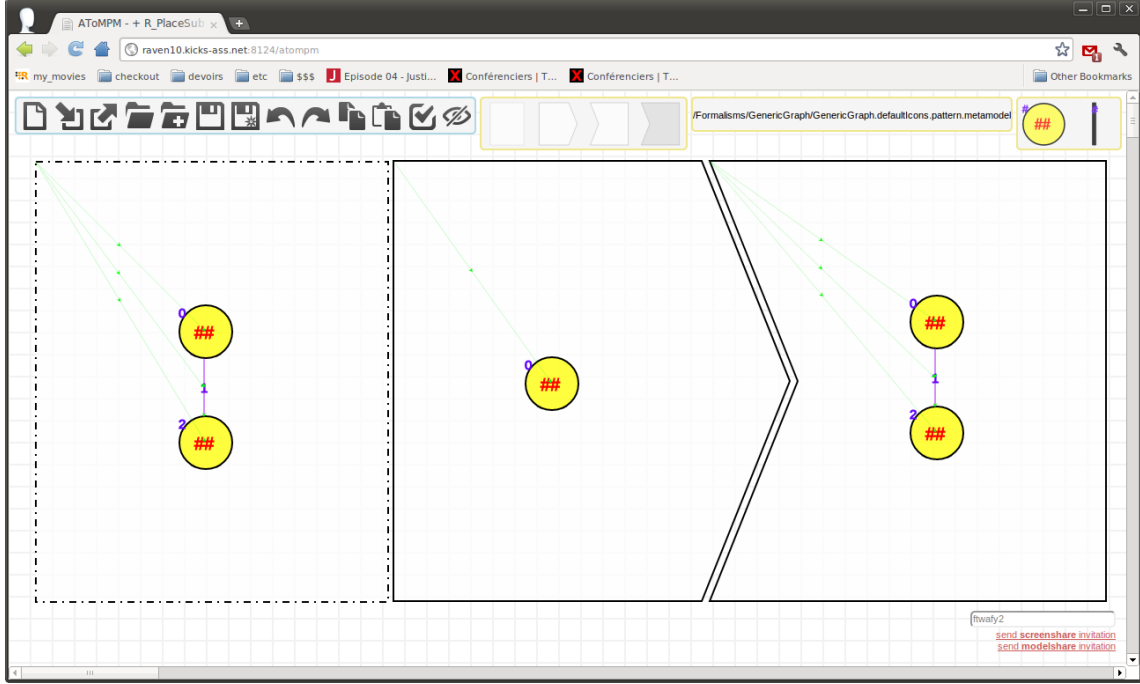 AToMPM - + R_PlaceSub
raven10.kicks-ass.net:8124/atompm
my_movies checkout devoirs etc $$$ Episode 04 - Justi... Conférenciers | T... Conférenciers | T... Other Bookmarks
/Formalisms/GenericGraph/GenericGraph.defaultIcons.pattern.metamodel
#
##
#
0
##
1
2
##
0
##
0
##
1
2
##
ftwafy2
send screenshare invitation
send modelshare invitation